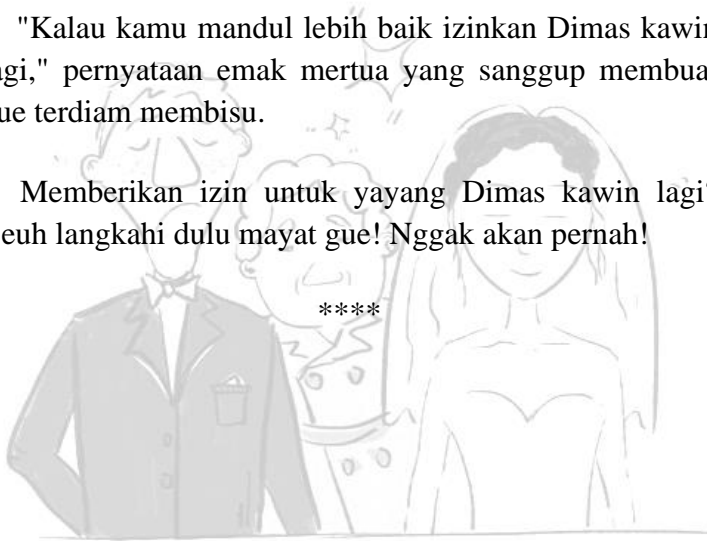 "Kalau kamu mandul lebih baik izinkan Dimas kawin
agi," pernyataan emak mertua yang sanggup membua
ue terdiam membisu.
Memberikan izin untuk yayang Dimas kawin lagi?
euh langkahi dulu mayat gue! Nggak akan pernah!
****